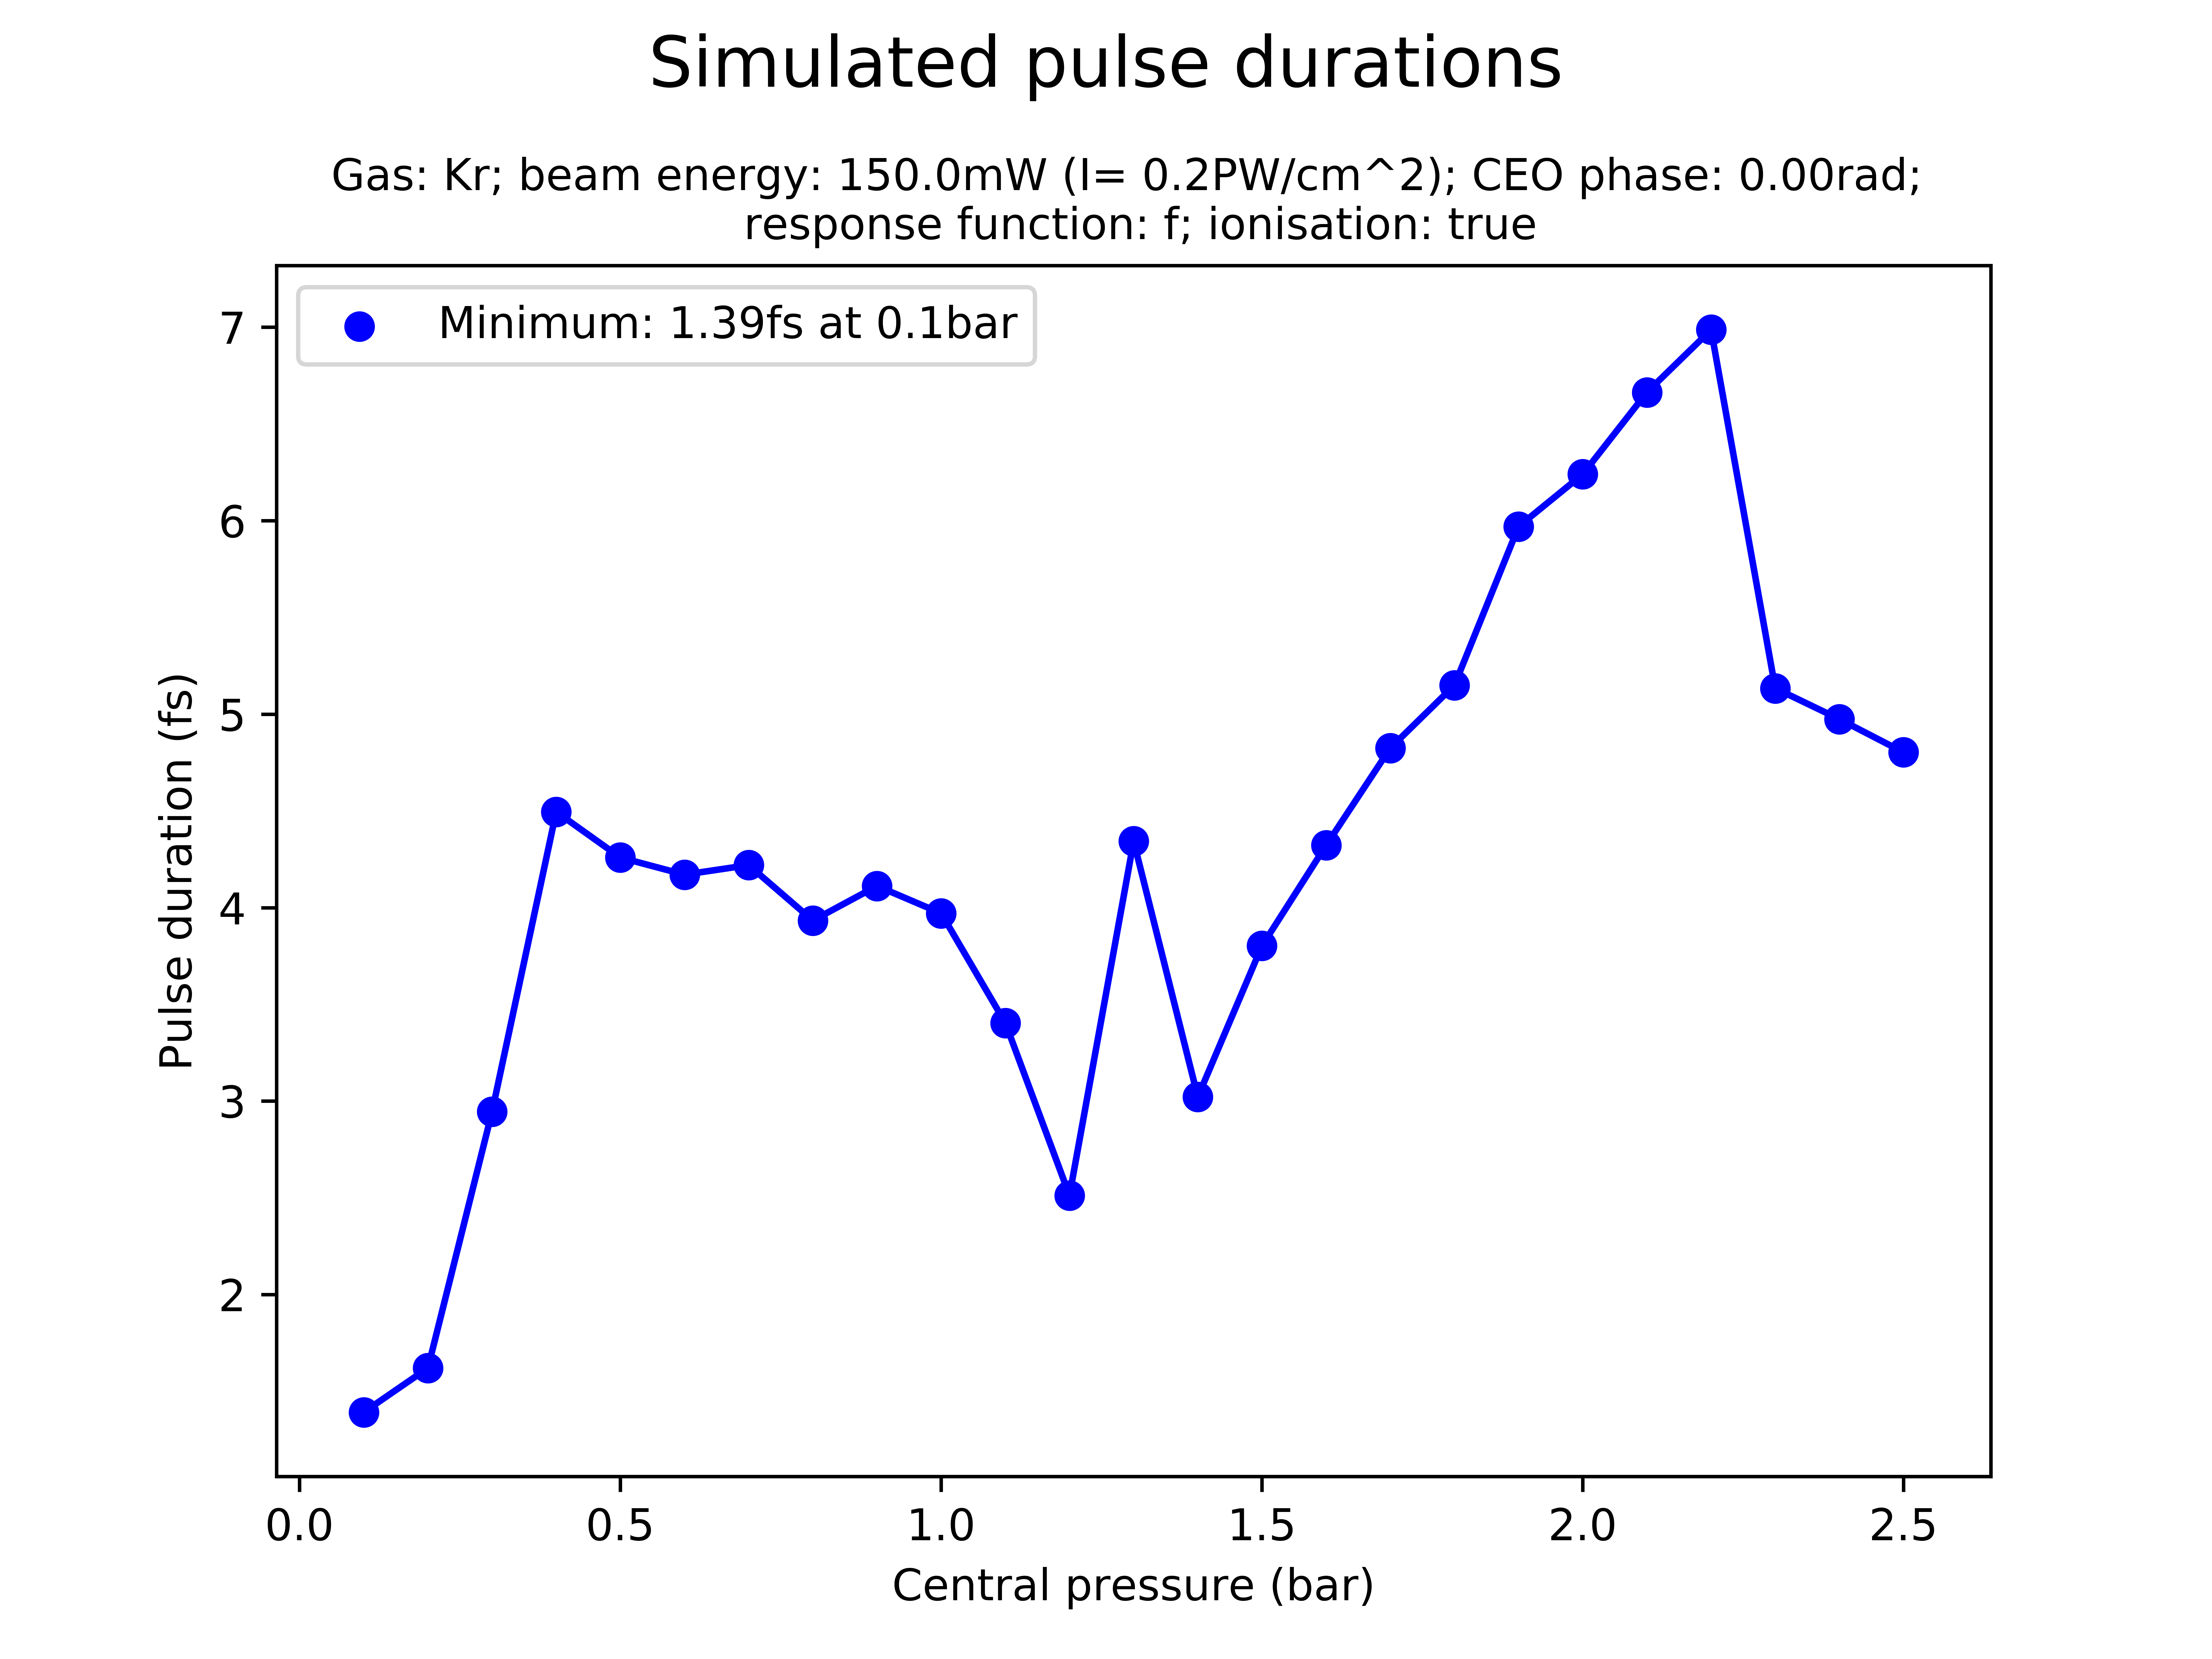 Simulated pulse durations
Gas: Kr; beam energy: 150.0mW (I= 0.2PW/cm^2); CEO phase: 0.00rad;
response function: f; ionisation: true
Minimum: 1.39fs at 0.1bar
7
6
5
4
3
2
Pulse duration (fs)
0.0 0.5 1.0 1.5 2.0 2.5
Central pressure (bar)